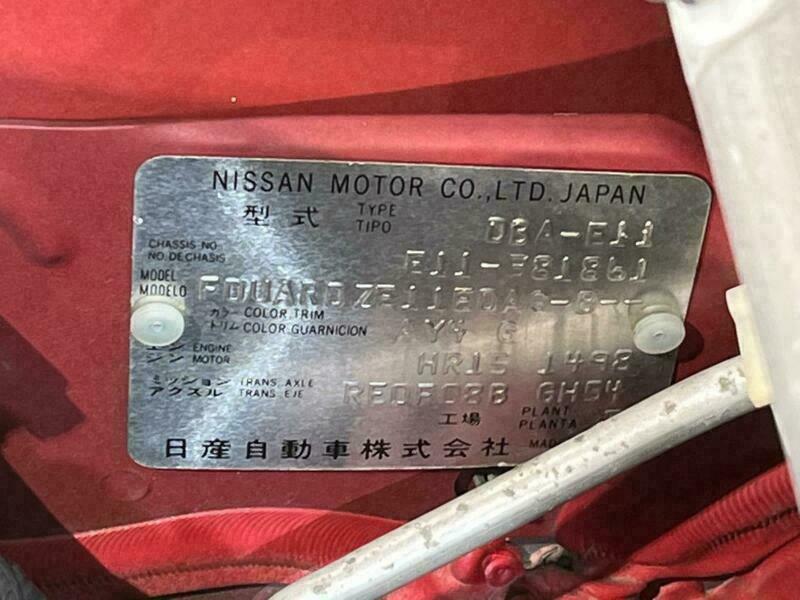 NISSAN MOTOR CO.,LTD. JAPAN
型式 TYPE TIPO DBA-E11
CHASSIS NO. NO.DE CHASIS E11-
MODEL MODELO
カラー COLOR,TRIM
トリム COLOR,GUARNICION AY4 G
エンジン ENGINE MOTOR HR15 1498
ミッション TRANS. AXLE
アクスル TRANS. EJE RE0F08B GH54
工場 PLANT PLANTA
日産自動車株式会社 MAD